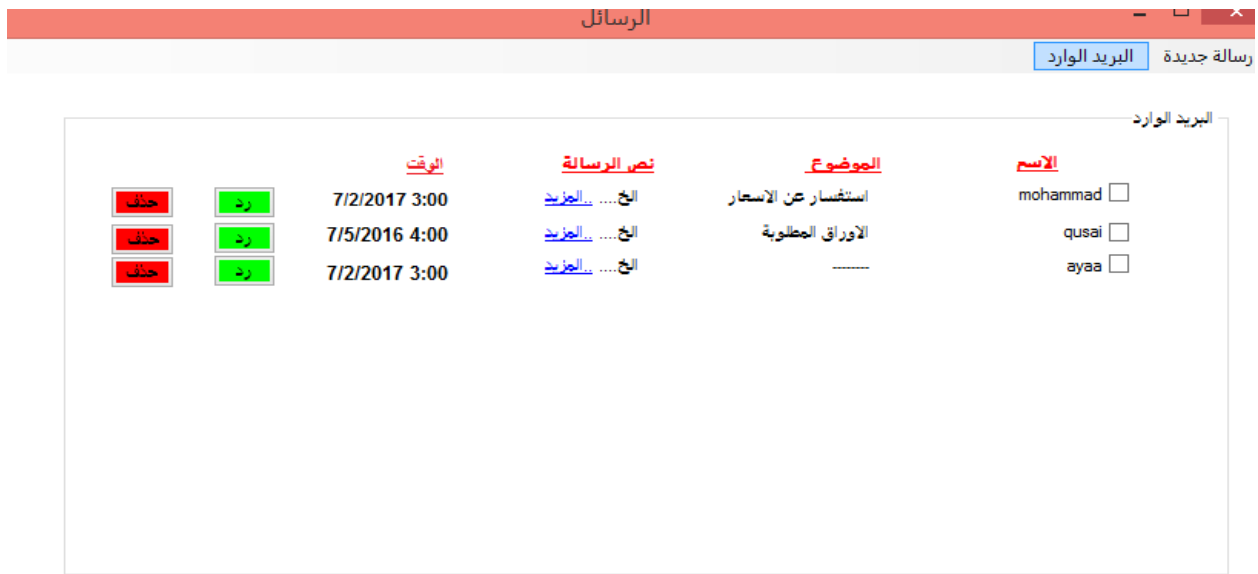 الرسائل
رسالة جديدة البريد الوارد
البريد الوارد
الاسم الموضوع نص الرسالة الوقت
mohammad استفسار عن الاسعار الخ.... ..المزيد 7/2/2017 3:00 رد حذف
qusai الاوراق المطلوبة الخ.... ..المزيد 7/5/2016 4:00 رد حذف
ayaa -------- الخ.... ..المزيد 7/2/2017 3:00 رد حذف